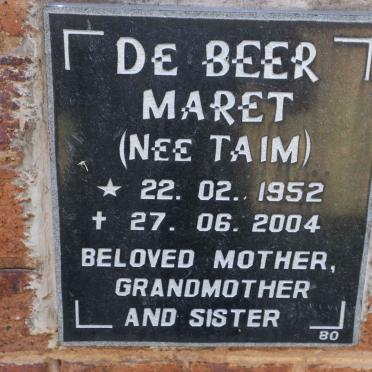 DE BEER
MARET
(NEE TAIM)
★ 22. 02. 1952
✝ 27. 06. 2004
BELOVED MOTHER,
GRANDMOTHER
AND SISTER
80